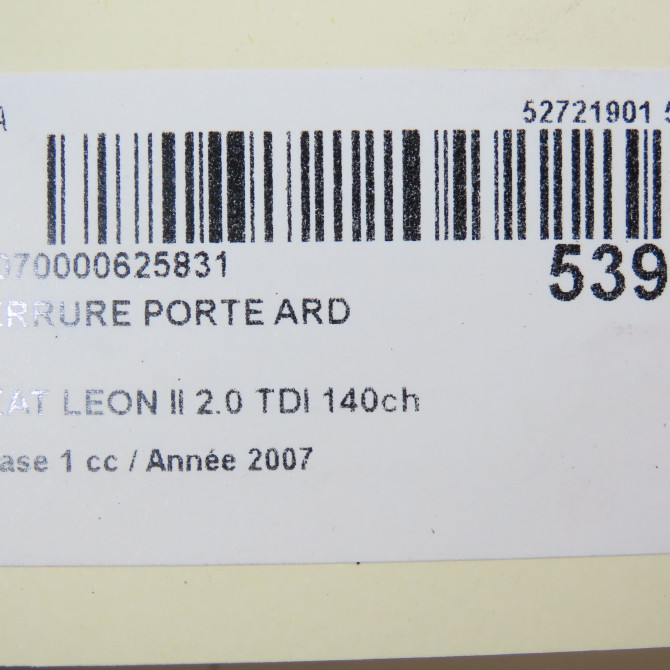 A 52721901 5
070000625831 539
ERRURE PORTE ARD
EAT LEON II 2.0 TDI 140ch
ase 1 cc / Année 2007